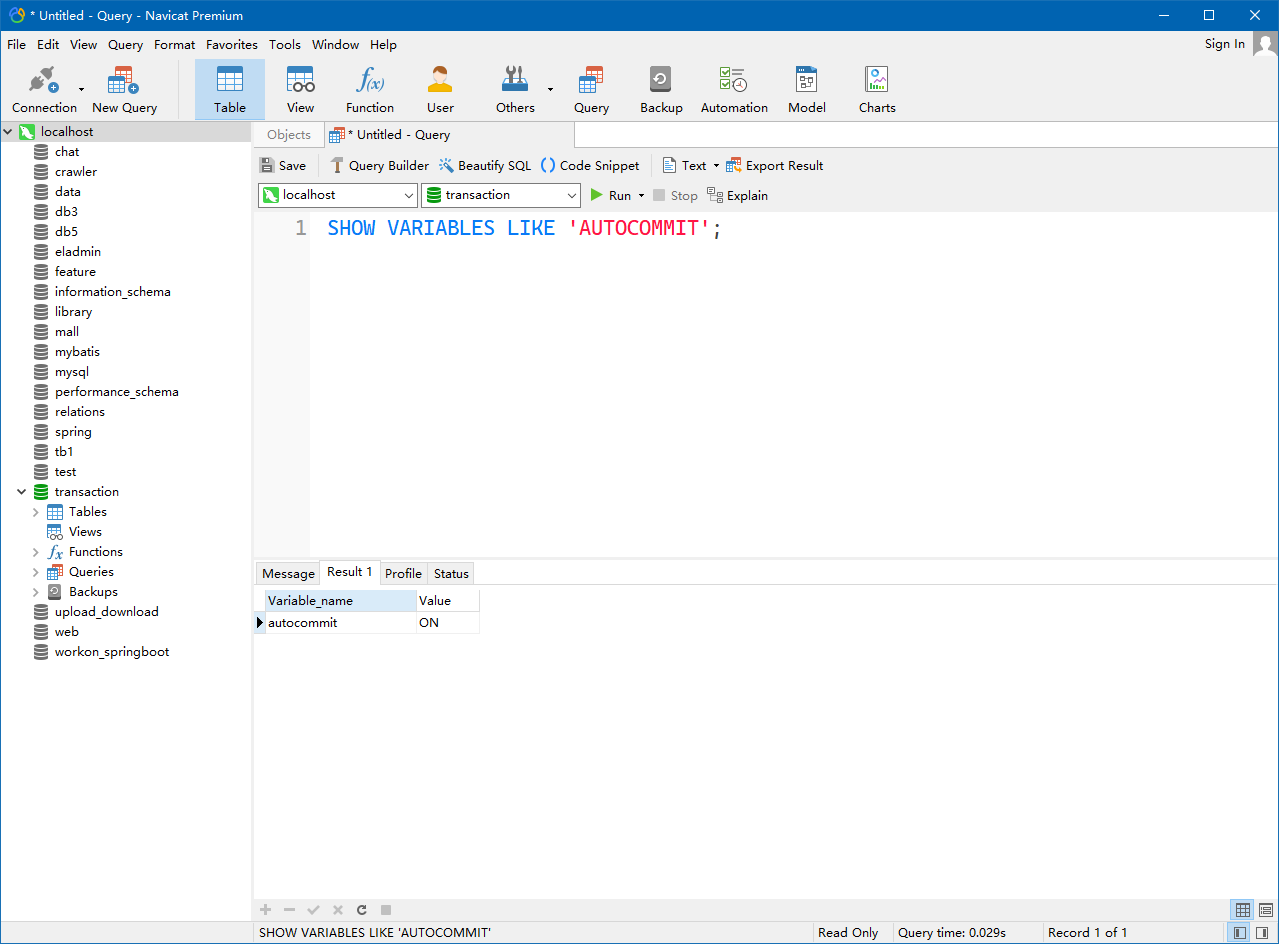 * Untitled - Query - Navicat Premium
File Edit View Query Format Favorites Tools Window Help Sign In
Connection New Query Table View Function User Others Query Backup Automation Model Charts
localhost
chat
crawler
data
db3
db5
eladmin
feature
information_schema
library
mall
mybatis
mysql
performance_schema
relations
spring
tb1
test
transaction
Tables
Views
Functions
Queries
Backups
upload_download
web
workon_springboot
Objects * Untitled - Query
Save Query Builder Beautify SQL Code Snippet Text Export Result
localhost transaction Run Stop Explain
1 SHOW VARIABLES LIKE 'AUTOCOMMIT';
Message Result 1 Profile Status
Variable_name Value
autocommit ON
SHOW VARIABLES LIKE 'AUTOCOMMIT' Read Only Query time: 0.029s Record 1 of 1